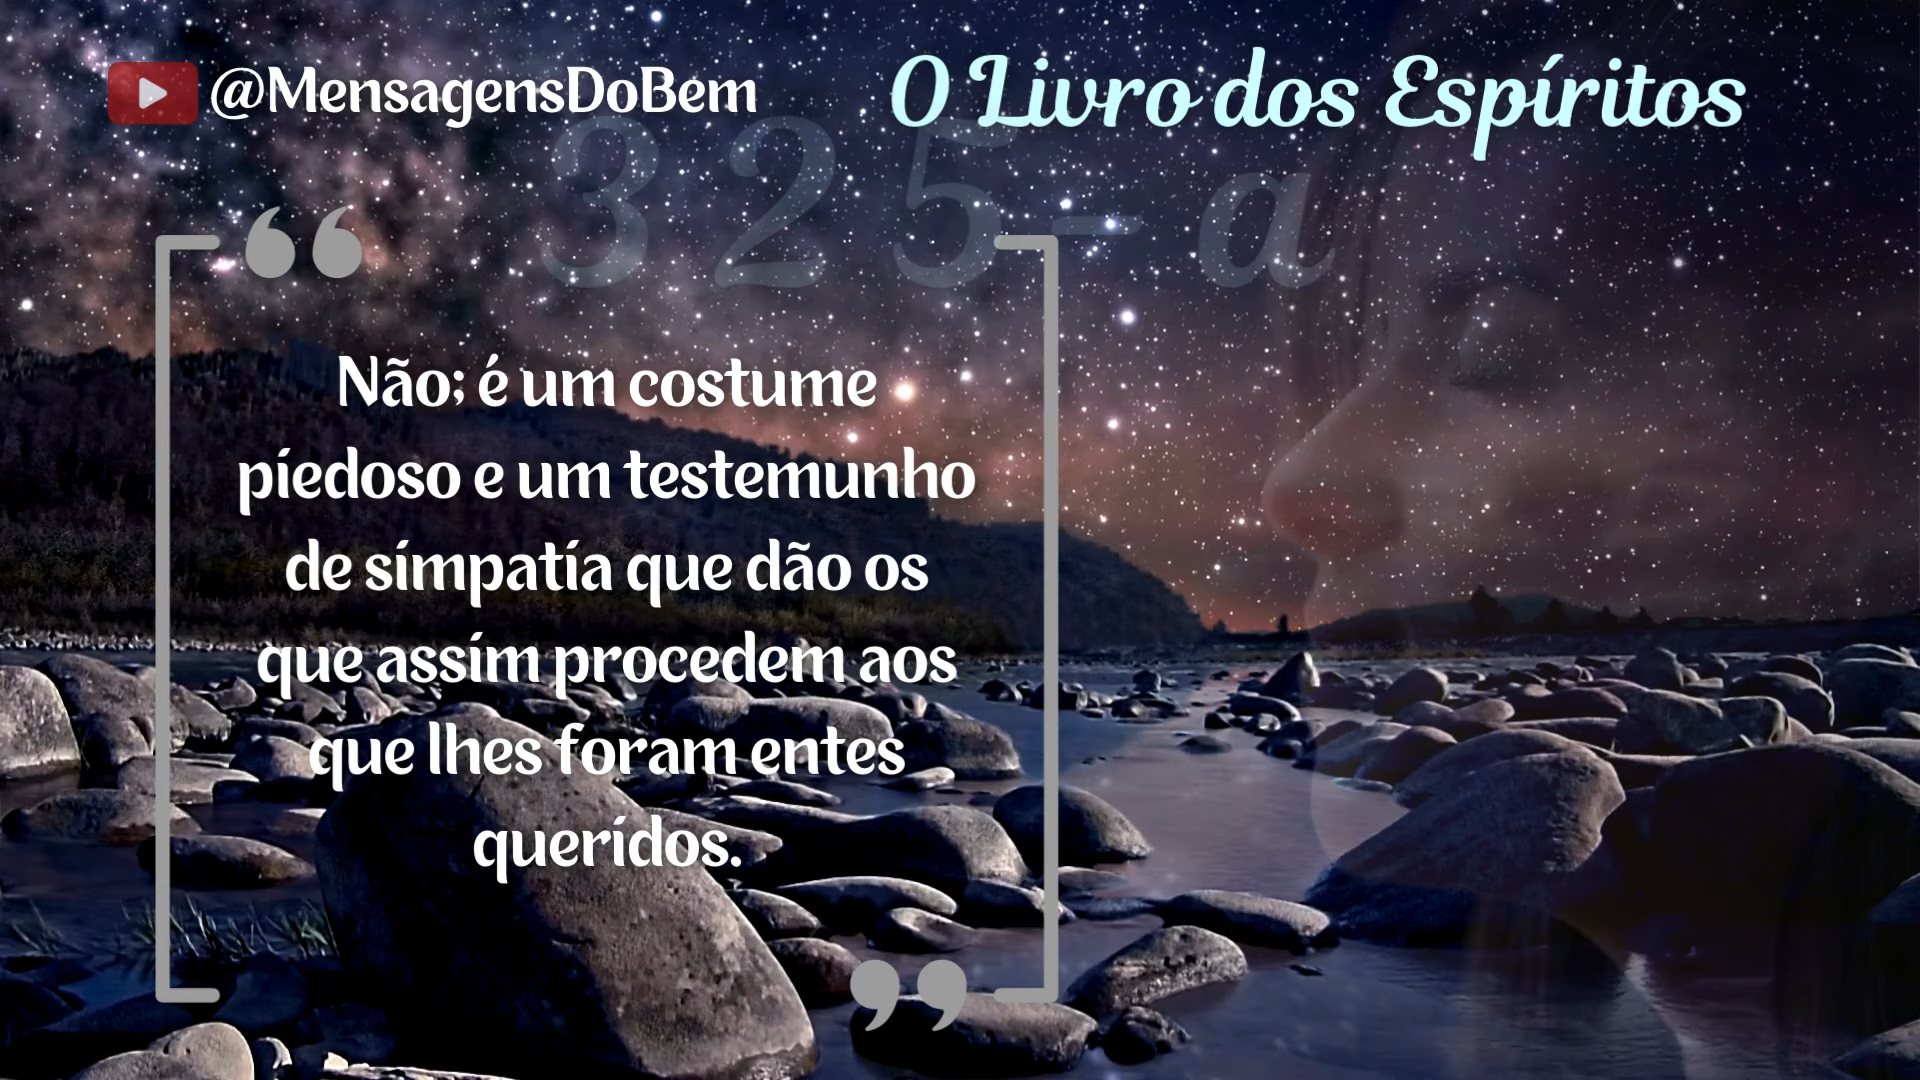 @MensagensDoBem
O Livro dos Espíritos
325-a
Não; é um costume
piedoso e um testemunho
de simpatia que dão os
que assim procedem aos
que lhes foram entes
queridos.